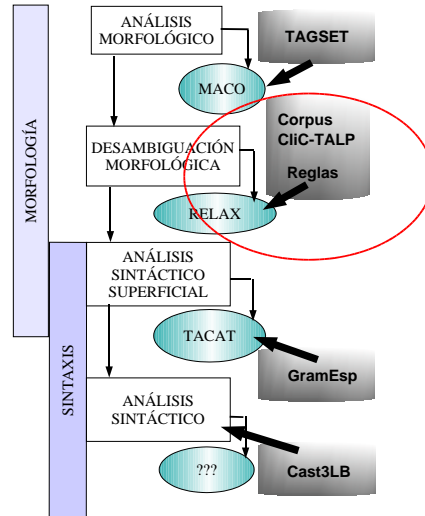 ANÁLISIS
MORFOLÓGICO
TAGSET
MACO
Corpus
CliC-TALP
Reglas
DESAMBIGUACIÓN
MORFOLÓGICA
RELAX
MORFOLOGÍA
ANÁLISIS
SINTÁCTICO
SUPERFICIAL
TACAT
GramEsp
SINTAXIS
ANÁLISIS
SINTÁCTICO
???
Cast3LB